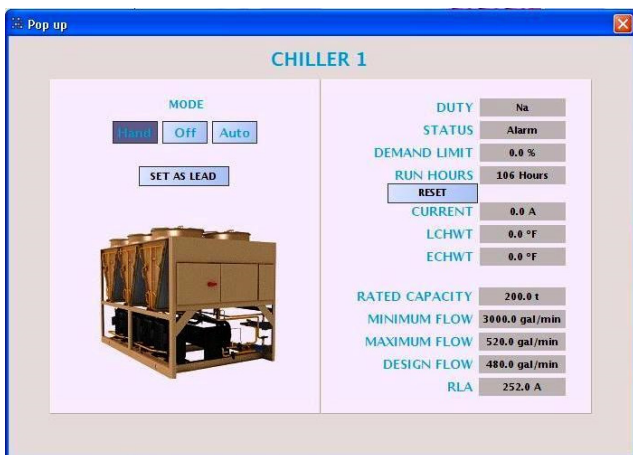 Pop up
CHILLER 1
MODE
Hand Off Auto
SET AS LEAD
DUTY Na
STATUS Alarm
DEMAND LIMIT 0.0 %
RUN HOURS 106 Hours
RESET
CURRENT 0.0 A
LCHWT 0.0 °F
ECHWT 0.0 °F
RATED CAPACITY 200.0 t
MINIMUM FLOW 3000.0 gal/min
MAXIMUM FLOW 520.0 gal/min
DESIGN FLOW 480.0 gal/min
RLA 252.0 A